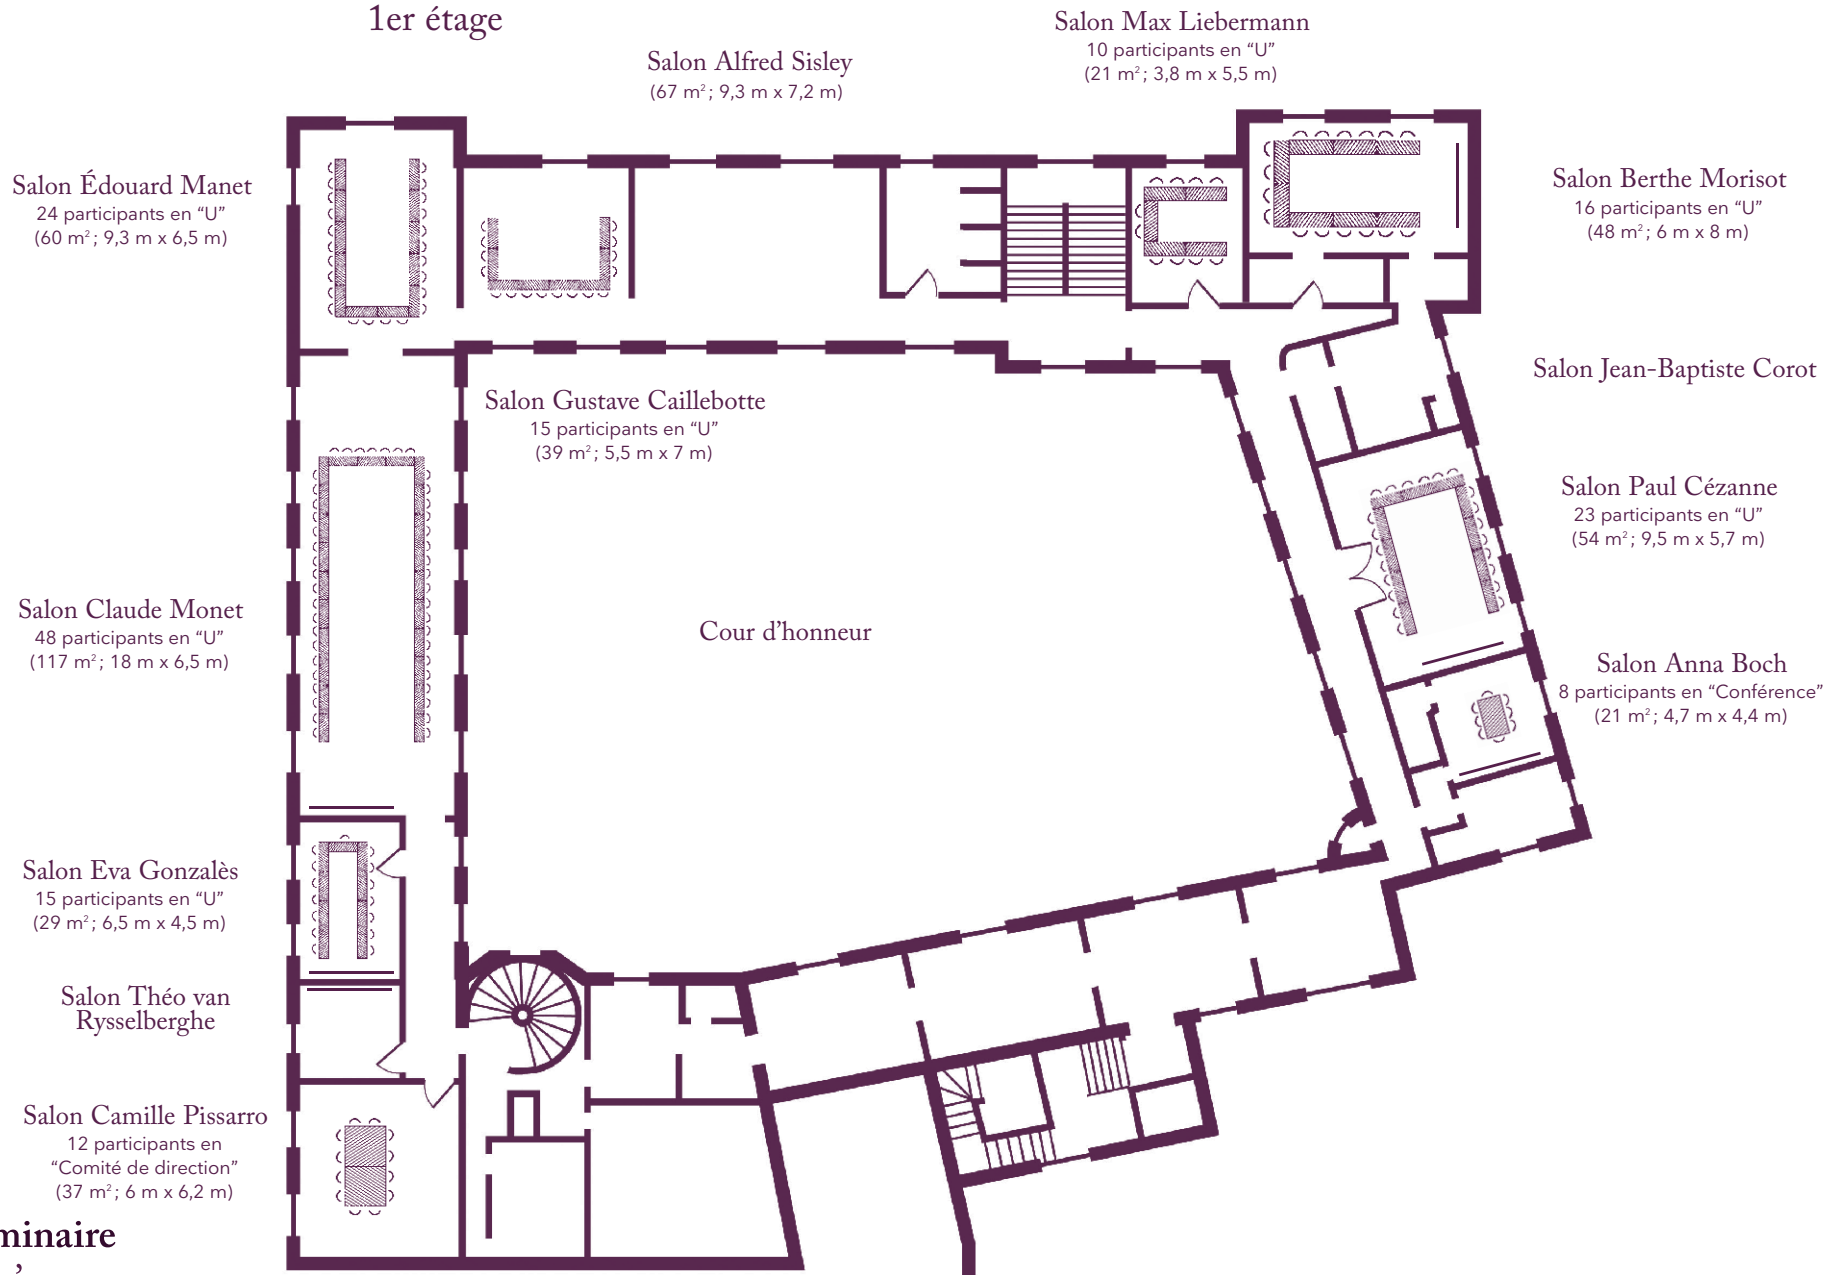 1er étage
Salon Max Liebermann
10 participants en “U”
(21 m²; 3,8 m x 5,5 m)
Salon Alfred Sisley
(67 m²; 9,3 m x 7,2 m)
Salon Édouard Manet
24 participants en “U”
(60 m²; 9,3 m x 6,5 m)
Salon Berthe Morisot
16 participants en “U”
(48 m²; 6 m x 8 m)
Salon Jean-Baptiste Corot
Salon Gustave Caillebotte
15 participants en “U”
(39 m²; 5,5 m x 7 m)
Salon Paul Cézanne
23 participants en “U”
(54 m²; 9,5 m x 5,7 m)
Salon Claude Monet
48 participants en “U”
(117 m²; 18 m x 6,5 m)
Cour d’honneur
Salon Anna Boch
8 participants en “Conférence”
(21 m²; 4,7 m x 4,4 m)
Salon Eva Gonzalès
15 participants en “U”
(29 m²; 6,5 m x 4,5 m)
Salon Théo van
Rysselberghe
Salon Camille Pissarro
12 participants en
“Comité de direction”
(37 m²; 6 m x 6,2 m)
minaire